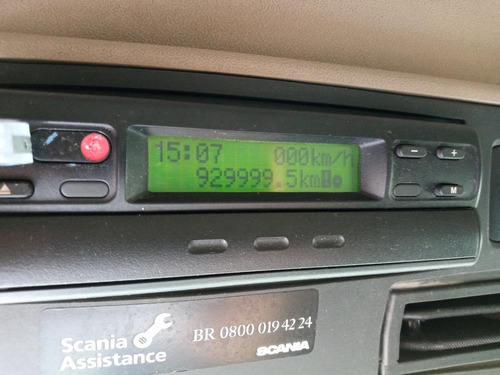 15:07 000km/h
929999.5km
- +
M
Scania
Assistance
BR 0800 019 42 24
SCANIA